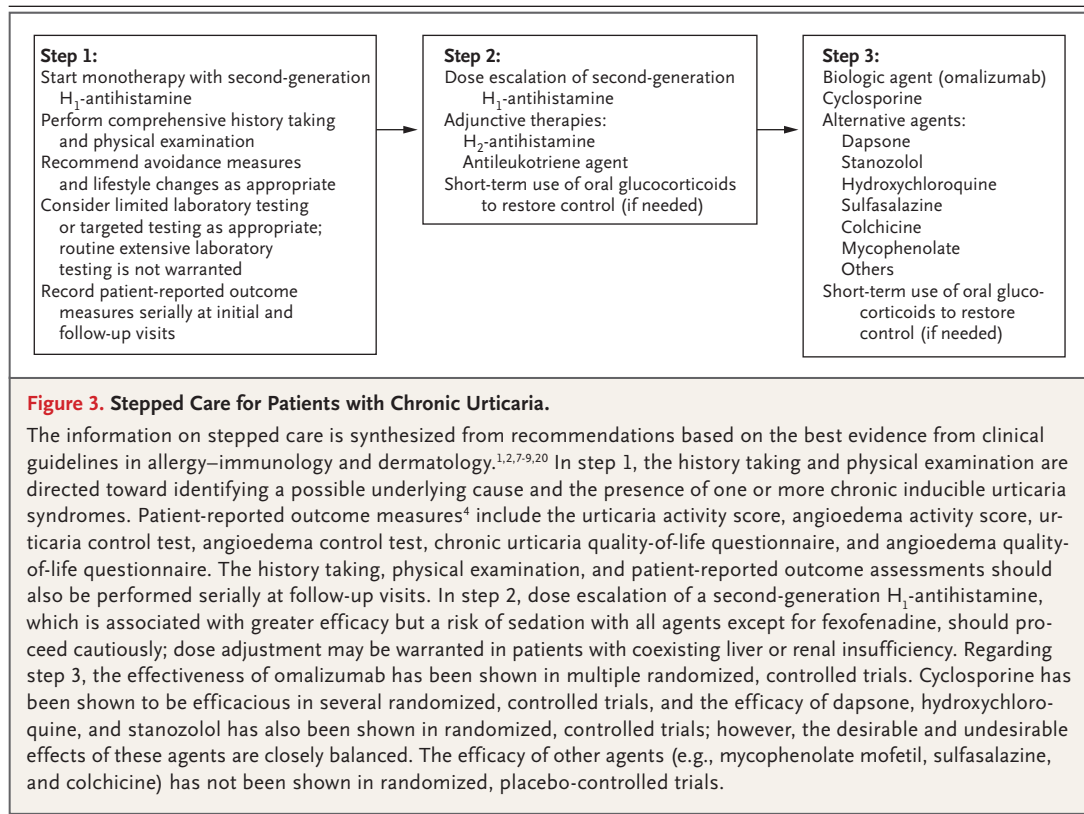 Step 1:
Start monotherapy with second-generation
H1-antihistamine
Perform comprehensive history taking
and physical examination
Recommend avoidance measures
and lifestyle changes as appropriate
Consider limited laboratory testing
or targeted testing as appropriate;
routine extensive laboratory
testing is not warranted
Record patient-reported outcome
measures serially at initial and
follow-up visits
Step 2:
Dose escalation of second-generation
H1-antihistamine
Adjunctive therapies:
H2-antihistamine
Antileukotriene agent
Short-term use of oral glucocorticoids
to restore control (if needed)
Step 3:
Biologic agent (omalizumab)
Cyclosporine
Alternative agents:
Dapsone
Stanozolol
Hydroxychloroquine
Sulfasalazine
Colchicine
Mycophenolate
Others
Short-term use of oral gluco-
corticoids to restore
control (if needed)
Figure 3. Stepped Care for Patients with Chronic Urticaria.
The information on stepped care is synthesized from recommendations based on the best evidence from clinical
guidelines in allergy–immunology and dermatology.1,2,7-9,20 In step 1, the history taking and physical examination are
directed toward identifying a possible underlying cause and the presence of one or more chronic inducible urticaria
syndromes. Patient-reported outcome measures4 include the urticaria activity score, angioedema activity score, ur-
ticaria control test, angioedema control test, chronic urticaria quality-of-life questionnaire, and angioedema quality-
of-life questionnaire. The history taking, physical examination, and patient-reported outcome assessments should
also be performed serially at follow-up visits. In step 2, dose escalation of a second-generation H1-antihistamine,
which is associated with greater efficacy but a risk of sedation with all agents except for fexofenadine, should pro-
ceed cautiously; dose adjustment may be warranted in patients with coexisting liver or renal insufficiency. Regarding
step 3, the effectiveness of omalizumab has been shown in multiple randomized, controlled trials. Cyclosporine has
been shown to be efficacious in several randomized, controlled trials, and the efficacy of dapsone, hydroxychloro-
quine, and stanozolol has also been shown in randomized, controlled trials; however, the desirable and undesirable
effects of these agents are closely balanced. The efficacy of other agents (e.g., mycophenolate mofetil, sulfasalazine,
and colchicine) has not been shown in randomized, placebo-controlled trials.